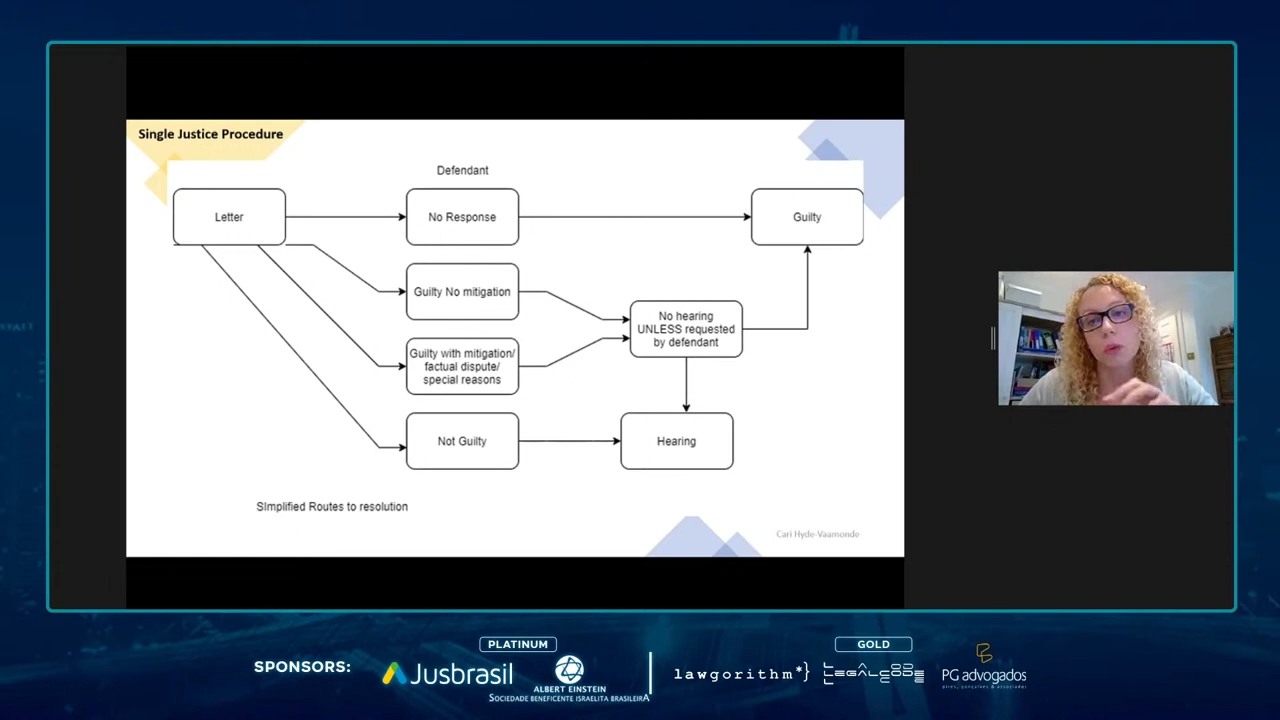 Single Justice Procedure
Defendant
Letter
No Response
Guilty
Guilty No mitigation
No hearing
UNLESS requested
by defendant
Guilty with mitigation/
factual dispute/
special reasons
Not Guilty
Hearing
SImplified Routes to resolution
Cari Hyde-Vaamonde
SPONSORS:
PLATINUM
Jusbrasil
ALBERT EINSTEIN
SOCIEDADE BENEFICENTE ISRAELITA BRASILEIRA
GOLD
lawgorithm*}
LEGALCODE
PG advogados